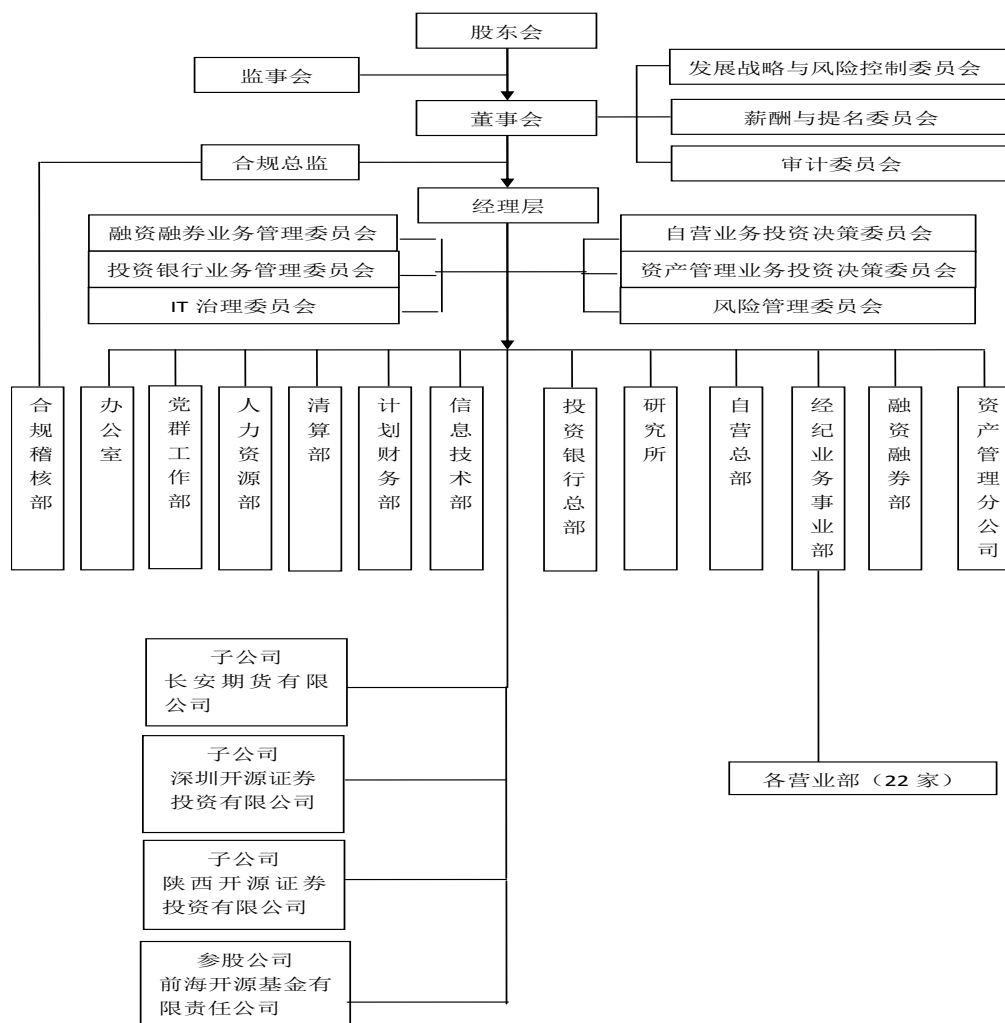 股东会
监事会
发展战略与风险控制委员会
董事会
薪酬与提名委员会
合规总监
审计委员会
经理层
融资融券业务管理委员会
自营业务投资决策委员会
投资银行业务管理委员会
资产管理业务投资决策委员会
IT 治理委员会
风险管理委员会
合规稽核部
办公室
党群工作部
人力资源部
清算部
计划财务部
信息技术部
投资银行总部
研究所
自营总部
经纪业务事业部
融资融券部
资产管理分公司
子公司
长安期货有限
公司
子公司
深圳开源证券
投资有限公司
各营业部（22 家）
子公司
陕西开源证券
投资有限公司
参股公司
前海开源基金有
限责任公司